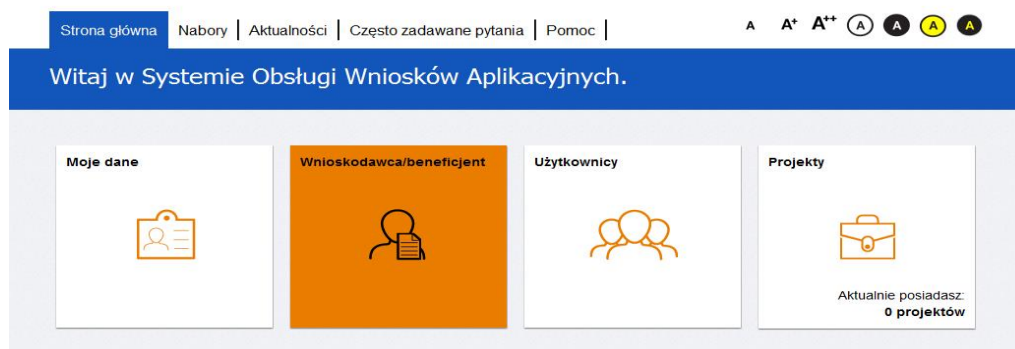 Strona główna Nabory Aktualności Często zadawane pytania Pomoc A A+ A++ A A A A
Witaj w Systemie Obsługi Wniosków Aplikacyjnych.
Moje dane Wnioskodawca/beneficjent Użytkownicy Projekty
Aktualnie posiadasz:
0 projektów